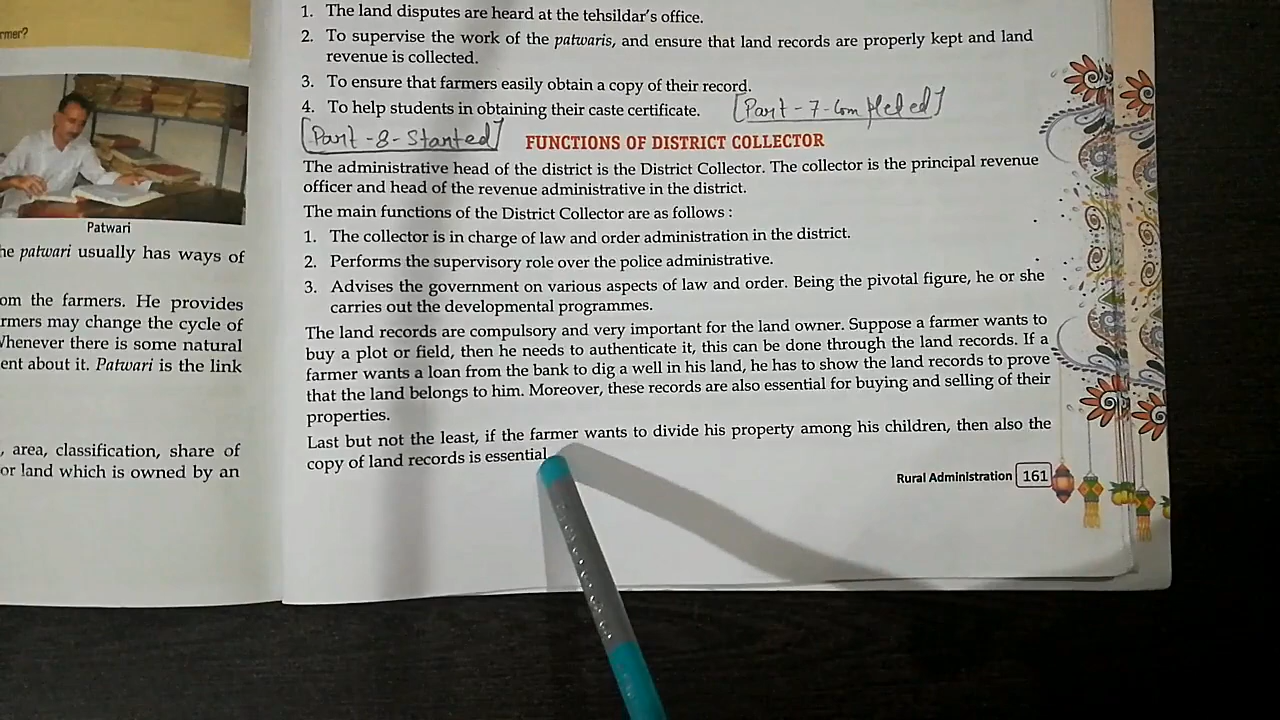 rmer?
Patwari
he patwari usually has ways of
om the farmers. He provides
rmers may change the cycle of
Whenever there is some natural
ent about it. Patwari is the link
, area, classification, share of
or land which is owned by an
1. The land disputes are heard at the tehsildar's office.
2. To supervise the work of the patwaris, and ensure that land records are properly kept and land
revenue is collected.
3. To ensure that farmers easily obtain a copy of their record.
4. To help students in obtaining their caste certificate. [Part-7-Completed]
[Part-8-Started] FUNCTIONS OF DISTRICT COLLECTOR
The administrative head of the district is the District Collector. The collector is the principal revenue
officer and head of the revenue administrative in the district.
The main functions of the District Collector are as follows :
1. The collector is in charge of law and order administration in the district.
2. Performs the supervisory role over the police administrative.
3. Advises the government on various aspects of law and order. Being the pivotal figure, he or she
carries out the developmental programmes.
The land records are compulsory and very important for the land owner. Suppose a farmer wants to
buy a plot or field, then he needs to authenticate it, this can be done through the land records. If a
farmer wants a loan from the bank to dig a well in his land, he has to show the land records to prove
that the land belongs to him. Moreover, these records are also essential for buying and selling of their
properties.
Last but not the least, if the farmer wants to divide his property among his children, then also the
copy of land records is essential
Rural Administration 161